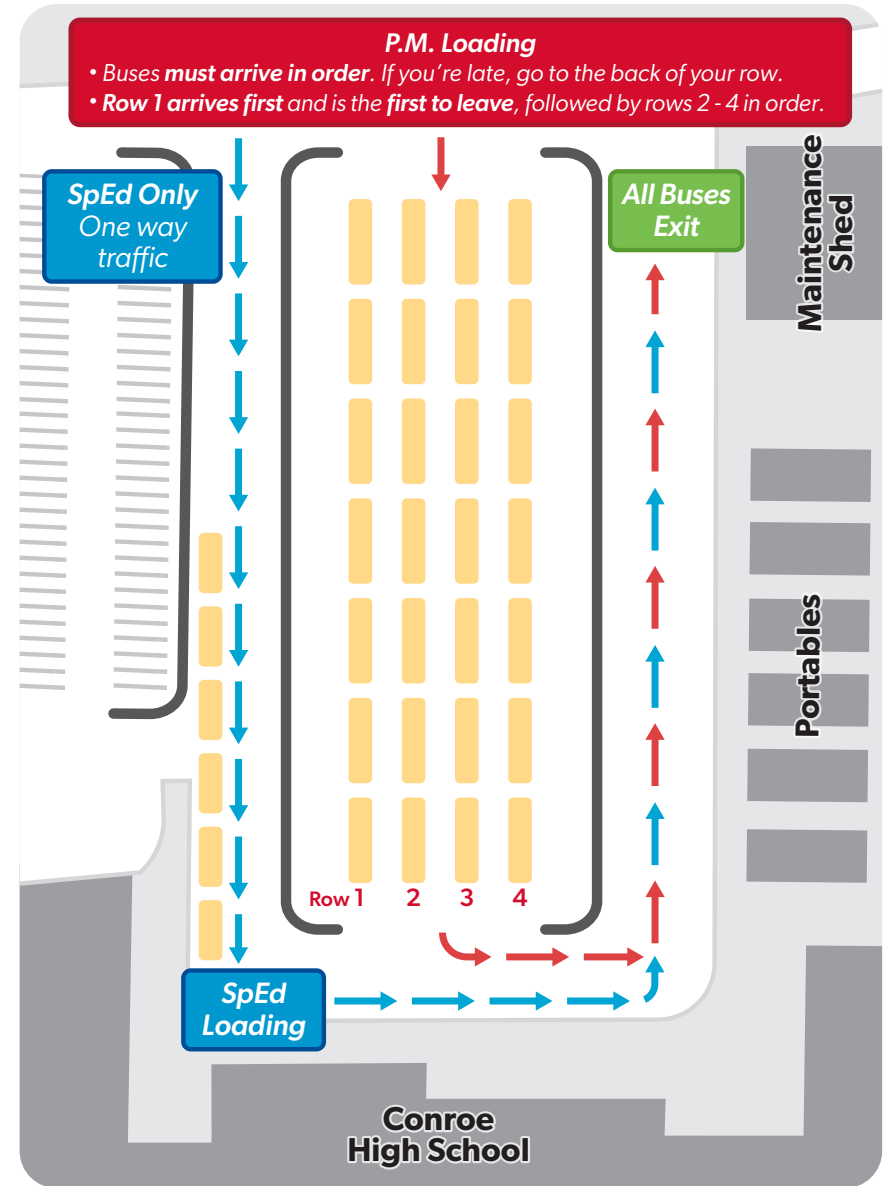 P.M. Loading
• Buses must arrive in order. If you're late, go to the back of your row.
• Row 1 arrives first and is the first to leave, followed by rows 2 - 4 in order.
SpEd Only
One way
traffic
All Buses
Exit
Maintenance
Shed
Portables
Row 1 2 3 4
SpEd
Loading
Conroe
High School